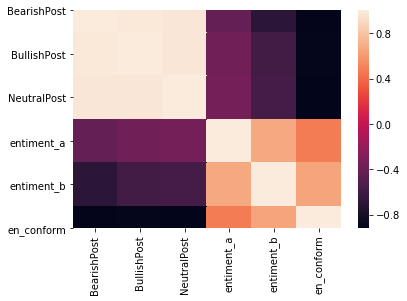 BearishPost
BullishPost
NeutralPost
entiment_a
entiment_b
en_conform
BearishPost
BullishPost
NeutralPost
entiment_a
entiment_b
en_conform
0.8
0.4
0.0
−0.4
−0.8